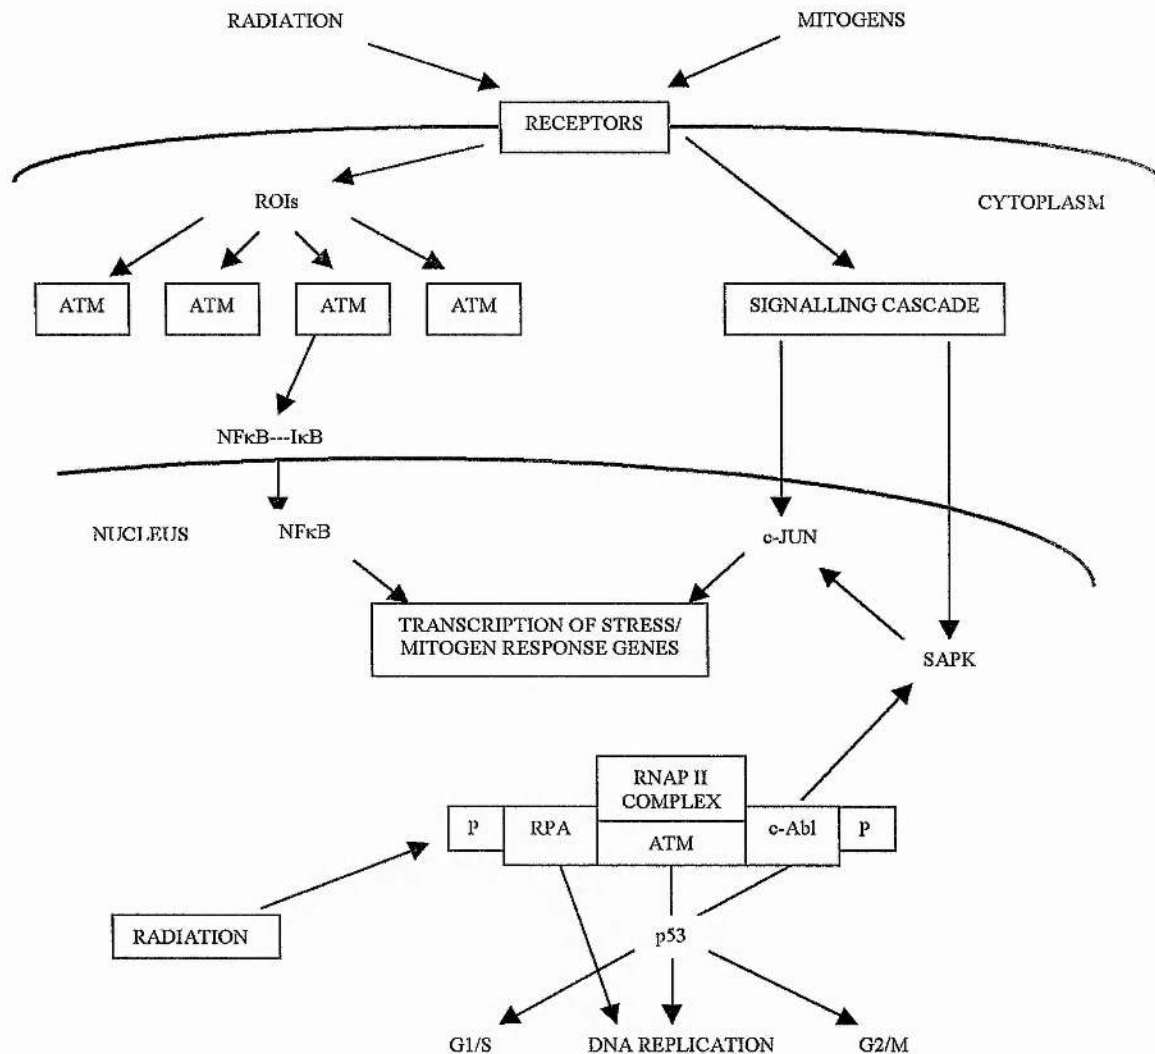 RADIATION
MITOGENS
RECEPTORS
ROIs
CYTOPLASM
ATM
ATM
ATM
ATM
SIGNALLING CASCADE
NFκB---IκB
NUCLEUS
NFκB
c-JUN
TRANSCRIPTION OF STRESS/
MITOGEN RESPONSE GENES
SAPK
RNAP II
COMPLEX
P
RPA
ATM
c-Abl
P
RADIATION
p53
G1/S
DNA REPLICATION
G2/M